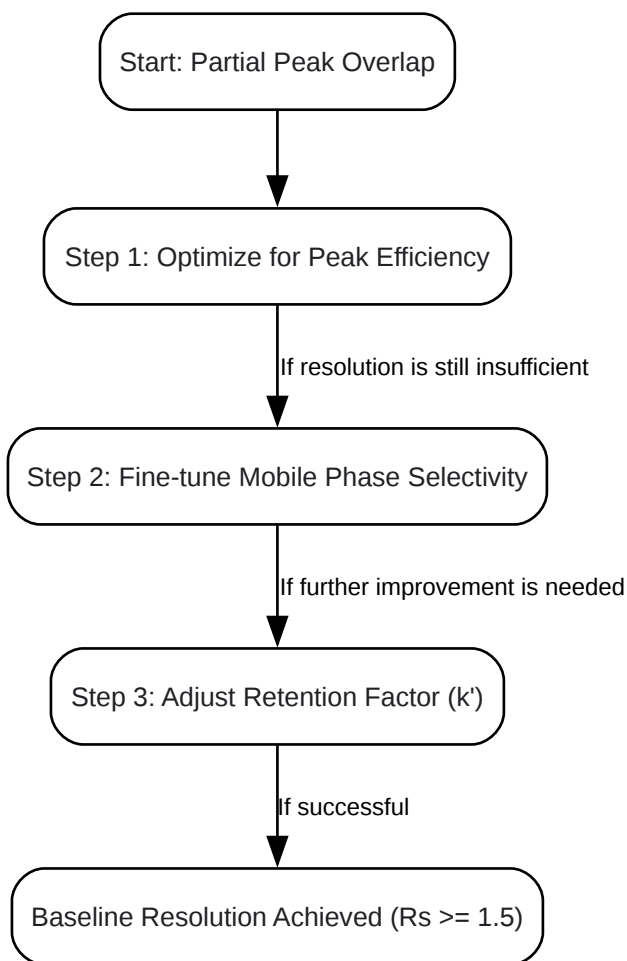 Start: Partial Peak Overlap
Step 1: Optimize for Peak Efficiency
If resolution is still insufficient
Step 2: Fine-tune Mobile Phase Selectivity
If further improvement is needed
Step 3: Adjust Retention Factor (k')
If successful
Baseline Resolution Achieved (Rs >= 1.5)